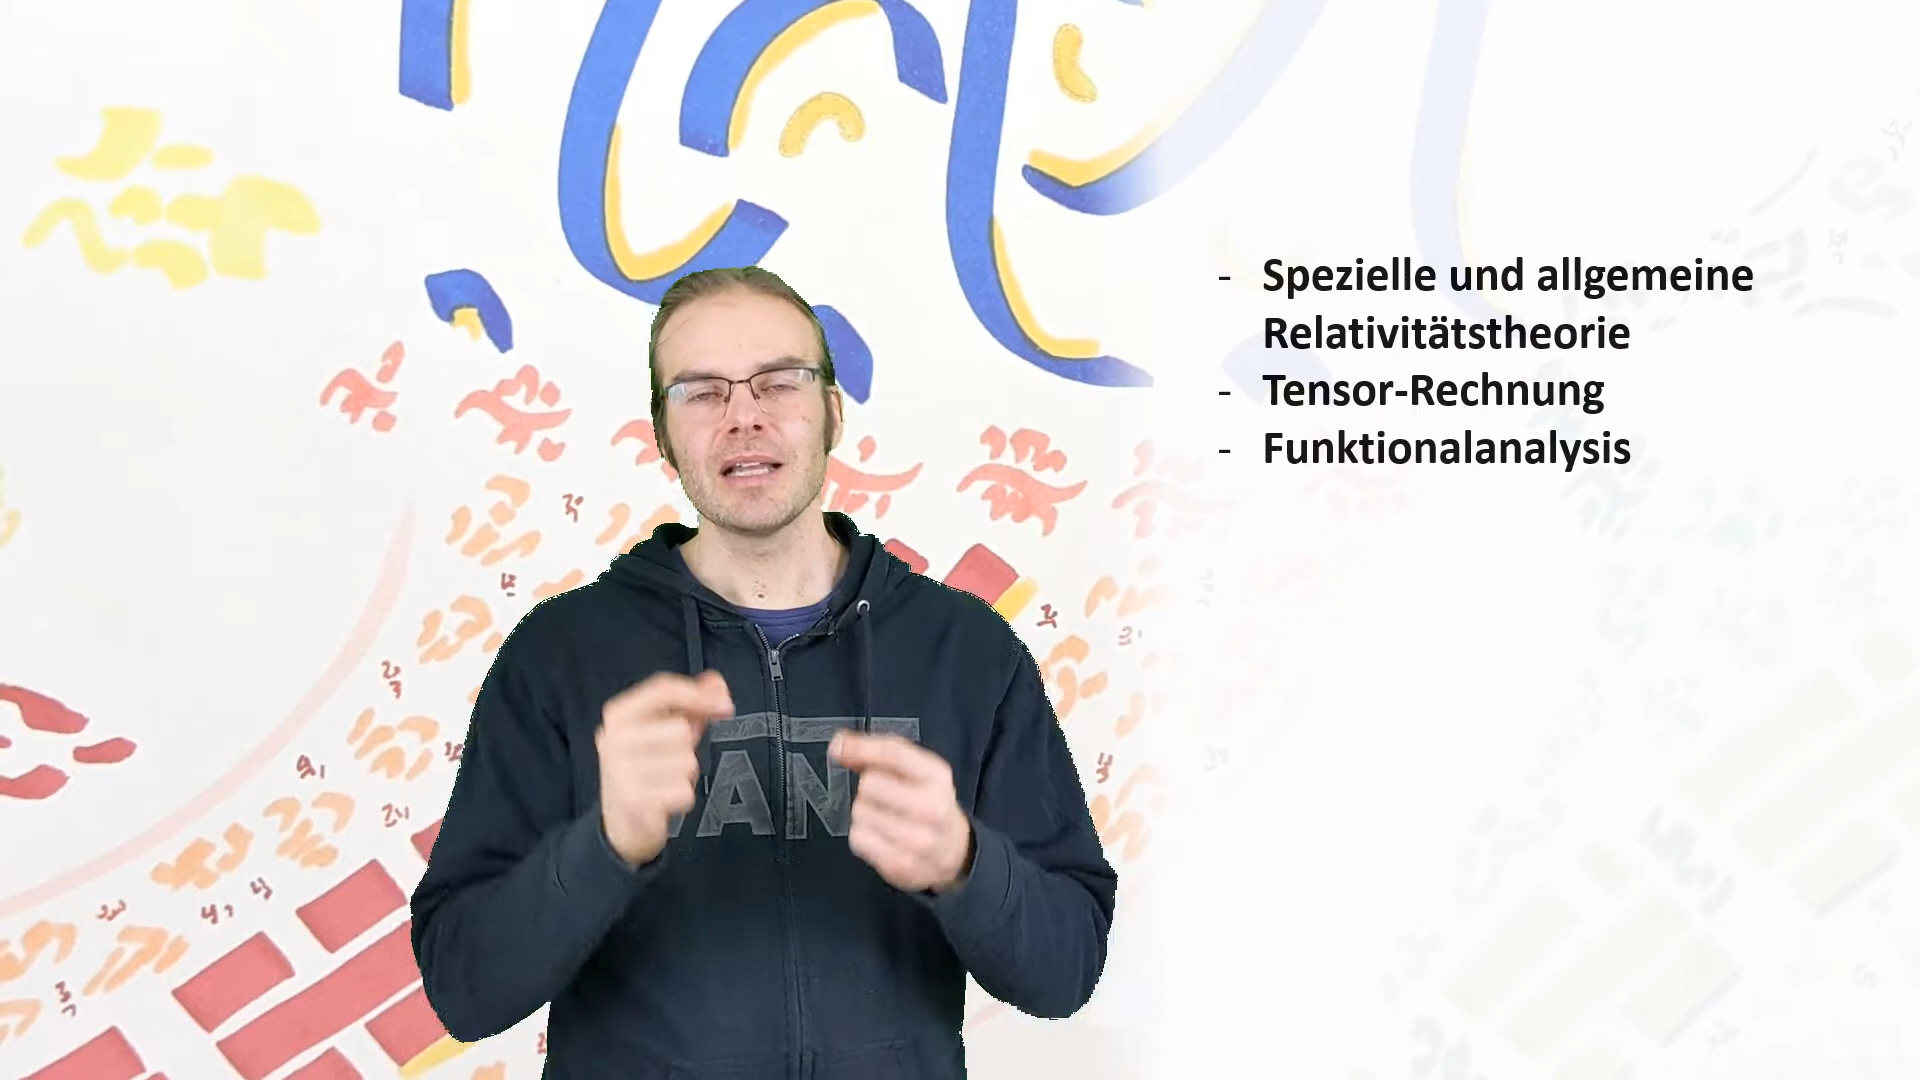 - Spezielle und allgemeine
Relativitätstheorie
- Tensor-Rechnung
- Funktionalanalysis